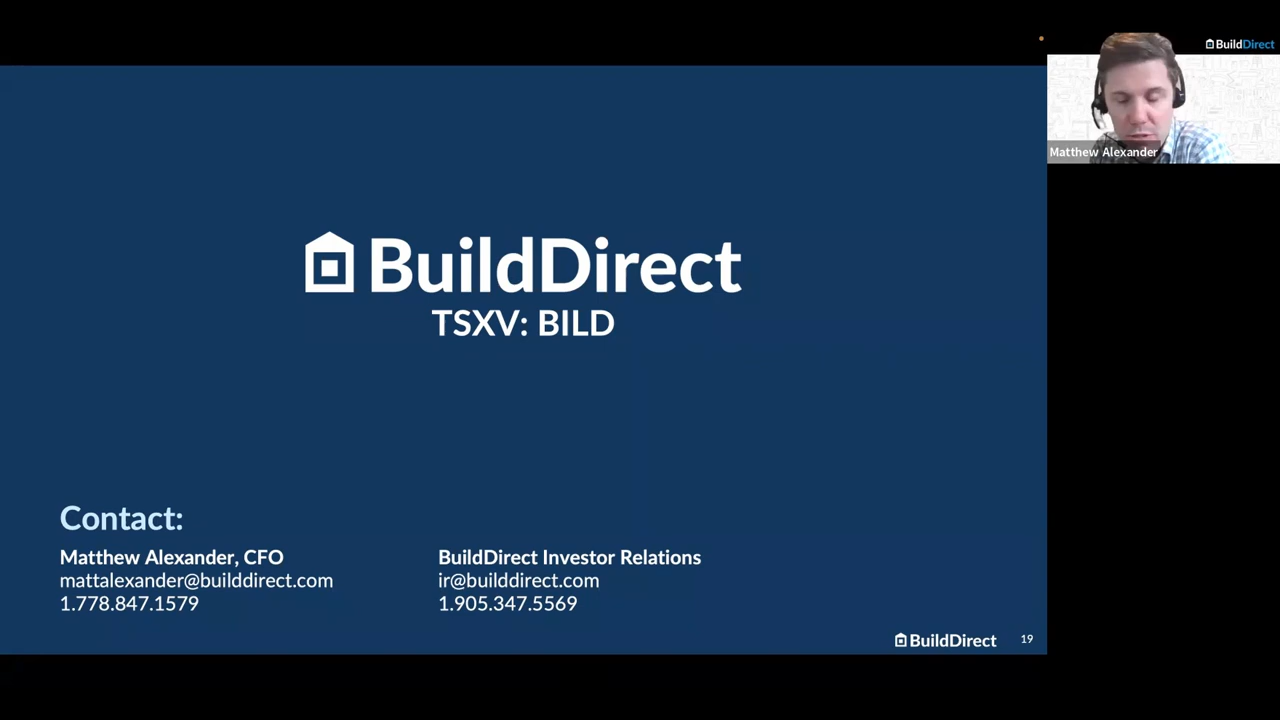 BuildDirect
TSXV: BILD
Contact:
Matthew Alexander, CFO
mattalexander@builddirect.com
1.778.847.1579
BuildDirect Investor Relations
ir@builddirect.com
1.905.347.5569
BuildDirect
19
BuildDirect
Matthew Alexander